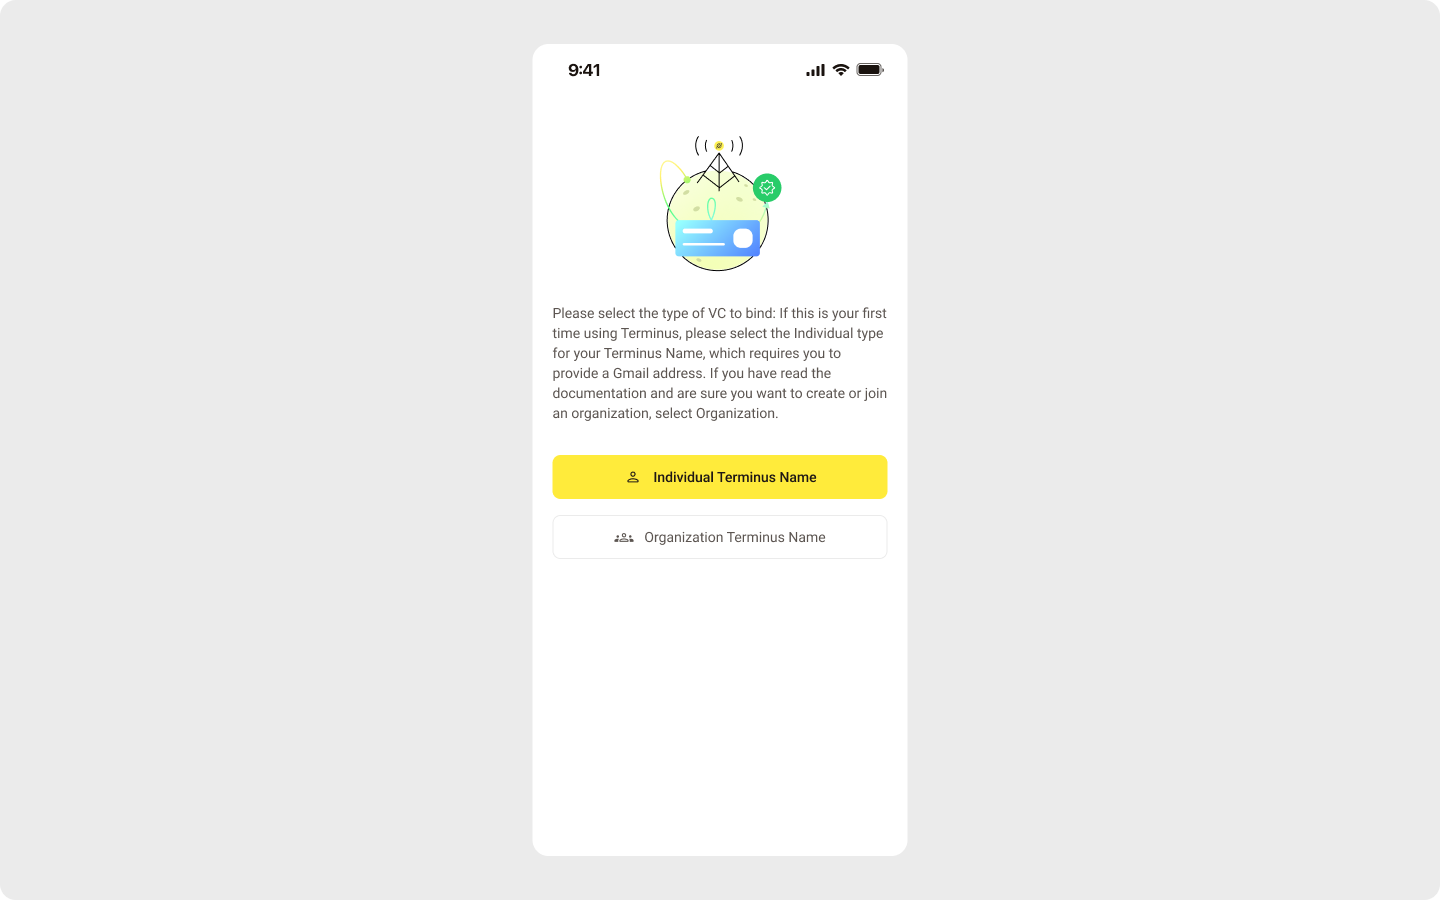 9:41
Please select the type of VC to bind: If this is your first
time using Terminus, please select the Individual type
for your Terminus Name, which requires you to
provide a Gmail address. If you have read the
documentation and are sure you want to create or join
an organization, select Organization.
Individual Terminus Name
Organization Terminus Name